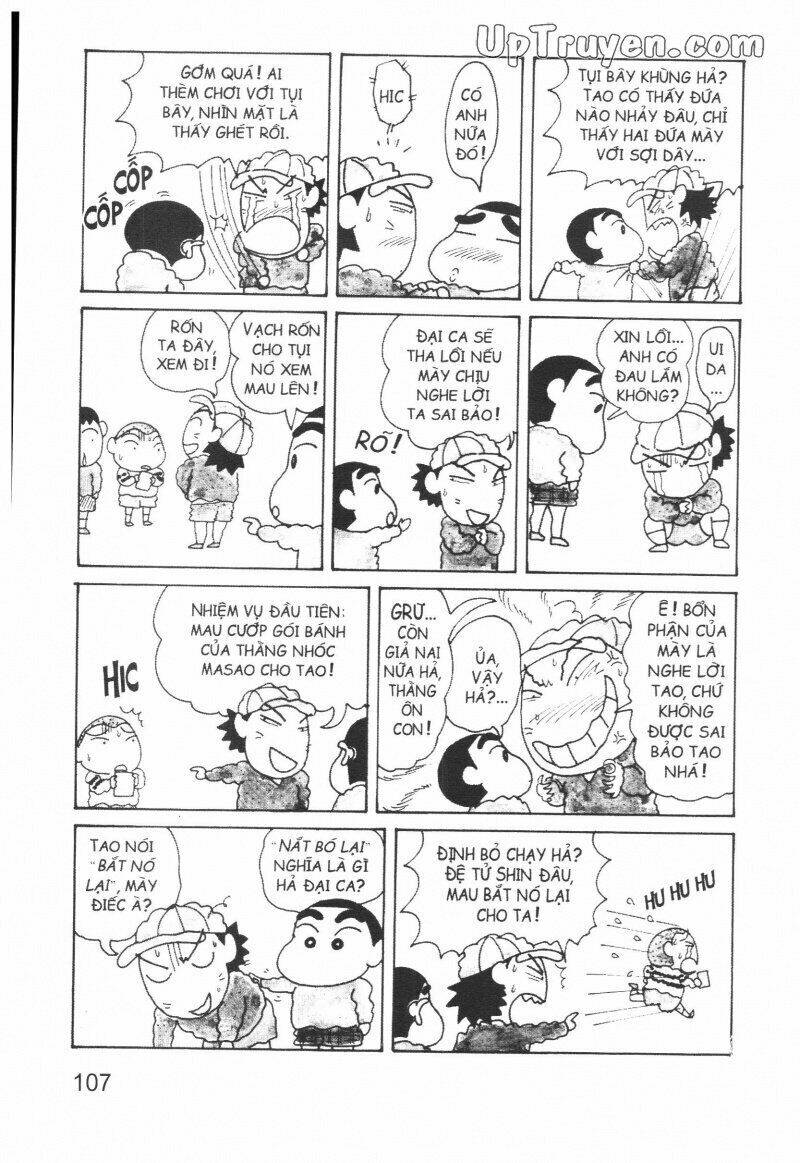 UpTruyen.com
TỤI BÂY KHÙNG HẢ?
TAO CÓ THẤY ĐỨA
NÀO NHẢY ĐÂU, CHỈ
THẤY HAI ĐỨA MÀY
VỚI SỢI DÂY...
CÓ
ANH
NỮA
ĐÓ!
HIC
GỚM QUÁ! AI
THÈM CHƠI VỚI TỤI
BÂY, NHÌN MẶT LÀ
THẤY GHÉT RỒI.
CỐP
CỐP
UI
DA...
XIN LỖI...
ANH CÓ
ĐAU LẮM
KHÔNG?
ĐẠI CA SẼ
THA LỖI NẾU
MÀY CHỊU
NGHE LỜI
TA SAI BẢO!
RÕ!
VẠCH RỐN
CHO TỤI
NÓ XEM
MAU LÊN!
RỐN
TA ĐÂY,
XEM ĐI!
Ê! BỔN
PHẬN CỦA
MÀY LÀ
NGHE LỜI
TAO, CHỨ
KHÔNG
ĐƯỢC SAI
BẢO TAO
NHÁ!
ỦA,
VẬY
HẢ?...
GRỪ...
CÒN
GIẢ NAI
NỮA HẢ,
THẰNG
ÔN
CON!
NHIỆM VỤ ĐẦU TIÊN:
MAU CƯỚP GÓI BÁNH
CỦA THẰNG NHÓC
MASAO CHO TAO!
HIC
ĐỊNH BỎ CHẠY HẢ?
ĐỆ TỬ SHIN ĐÂU,
MAU BẮT NÓ LẠI
CHO TA!
HU HU HU
"NẮT BÓ LẠI"
NGHĨA LÀ GÌ
HẢ ĐẠI CA?
TAO NÓI
"BẮT NÓ
LẠI", MÀY
ĐIẾC À?
107